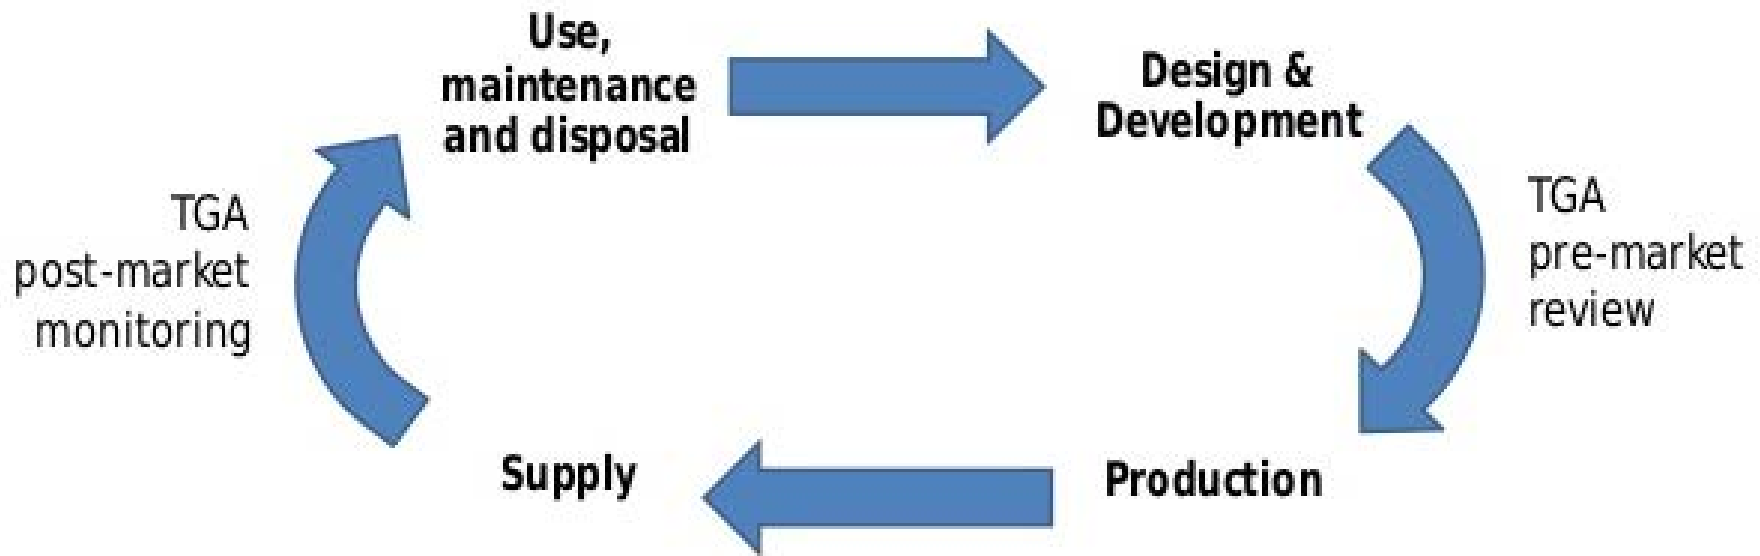 Use,
maintenance
and disposal
Design &
Development
TGA
pre-market
review
Production
Supply
TGA
post-market
monitoring